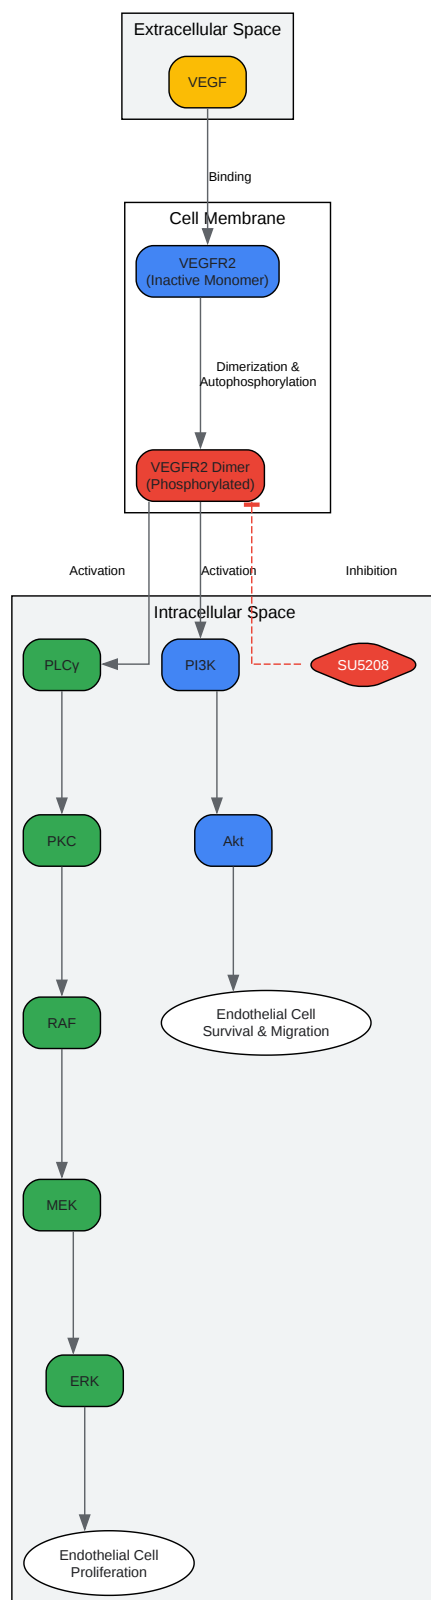 Extracellular Space
VEGF
Binding
Cell Membrane
VEGFR2
(Inactive Monomer)
Dimerization &
Autophosphorylation
VEGFR2 Dimer
(Phosphorylated)
Activation
Activation
Inhibition
Intracellular Space
PLCγ
PI3K
SU5208
PKC
Akt
RAF
Endothelial Cell
Survival & Migration
MEK
ERK
Endothelial Cell
Proliferation